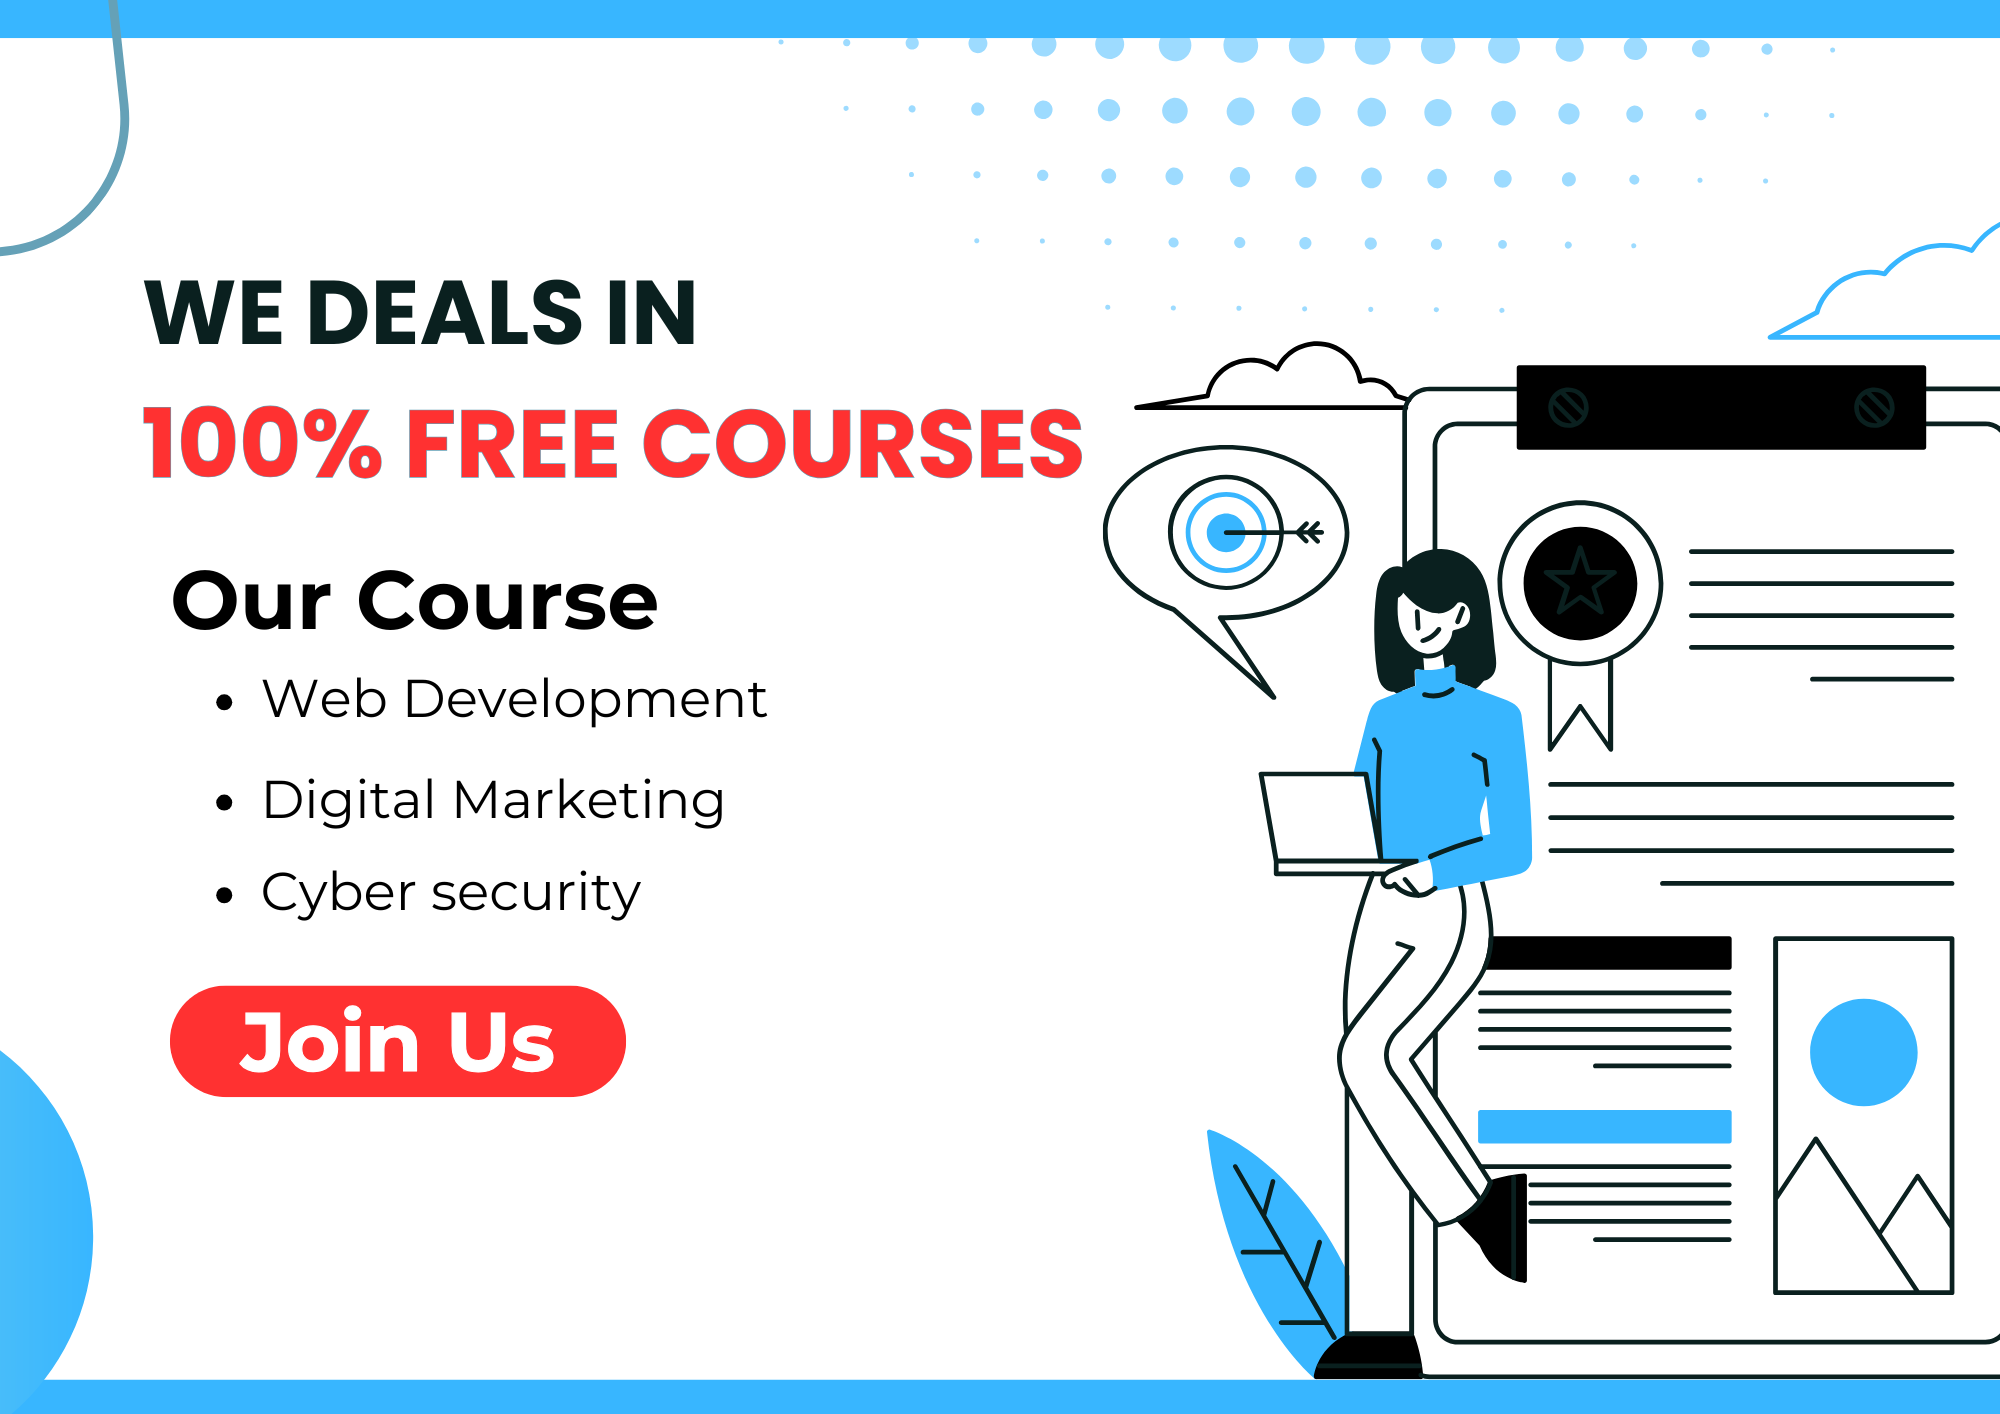 WE DEALS IN
100% FREE COURSES
Our Course
• Web Development
• Digital Marketing
• Cyber security
Join Us